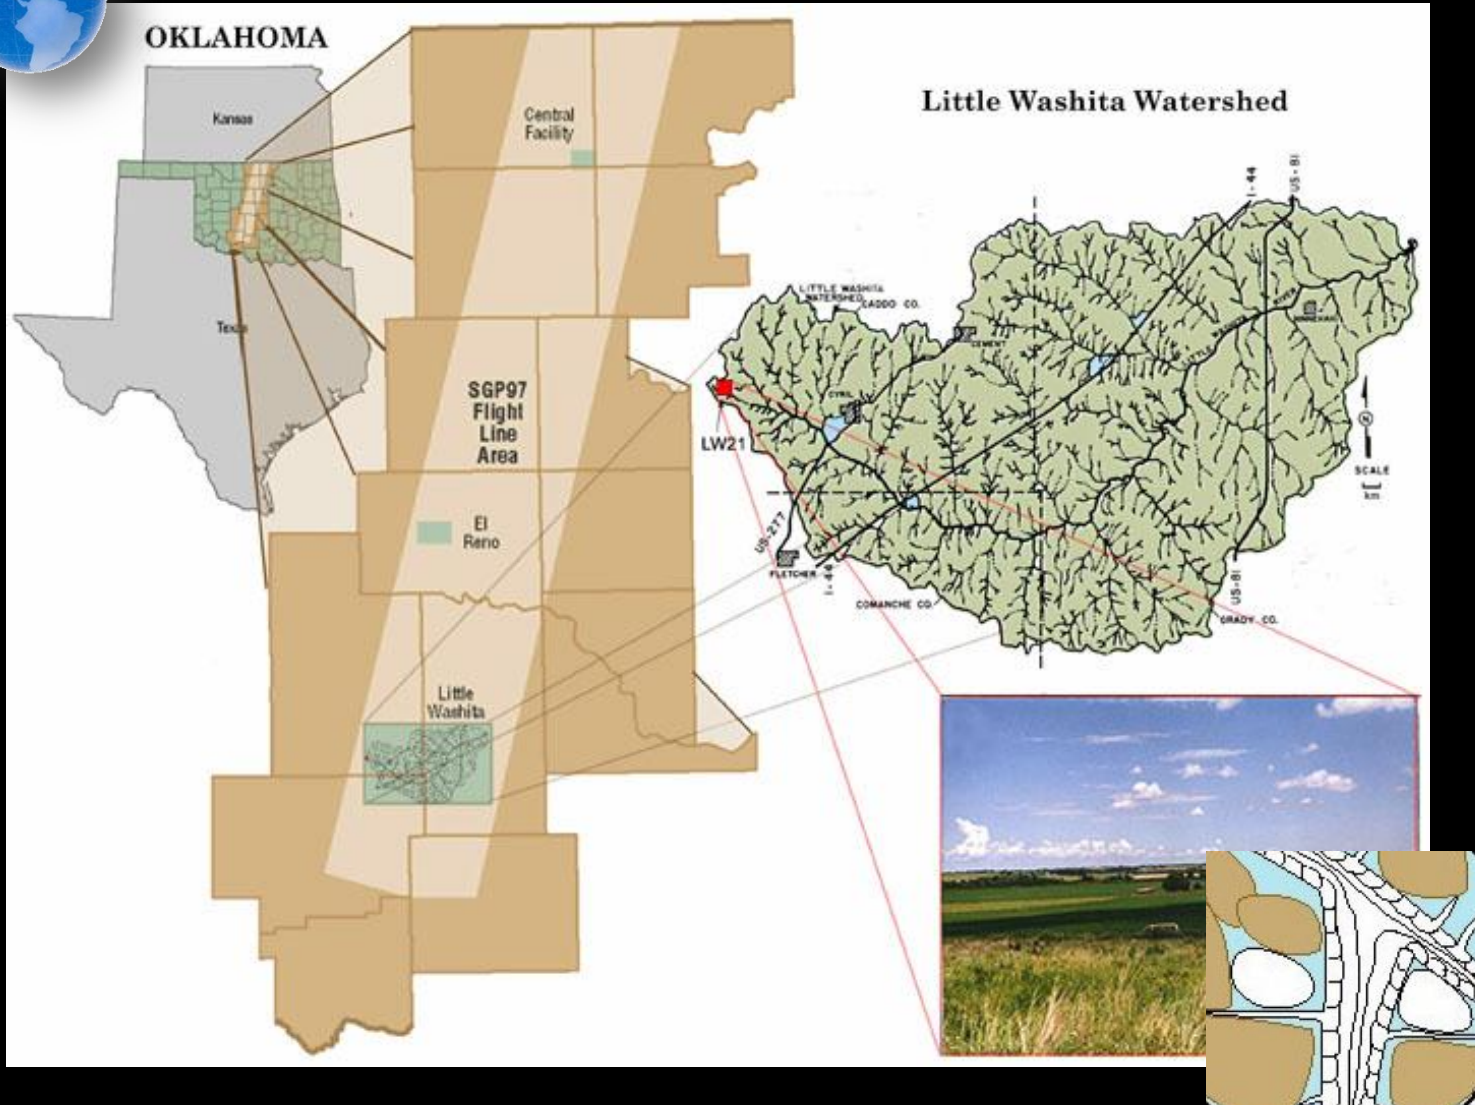 OKLAHOMA
Kansas
Texas
Central
Facility
SGP97
Flight
Line
Area
El
Reno
Little
Washita
Little Washita Watershed
I-44
US-81
LITTLE WASHITA
WATERSHED
CADDO CO.
CEMENT
LITTLE
RIVER
CYRIL
LW21
N
SCALE
km
US-277
FLETCHER
I-44
COMANCHE CO.
US-81
GRADY CO.